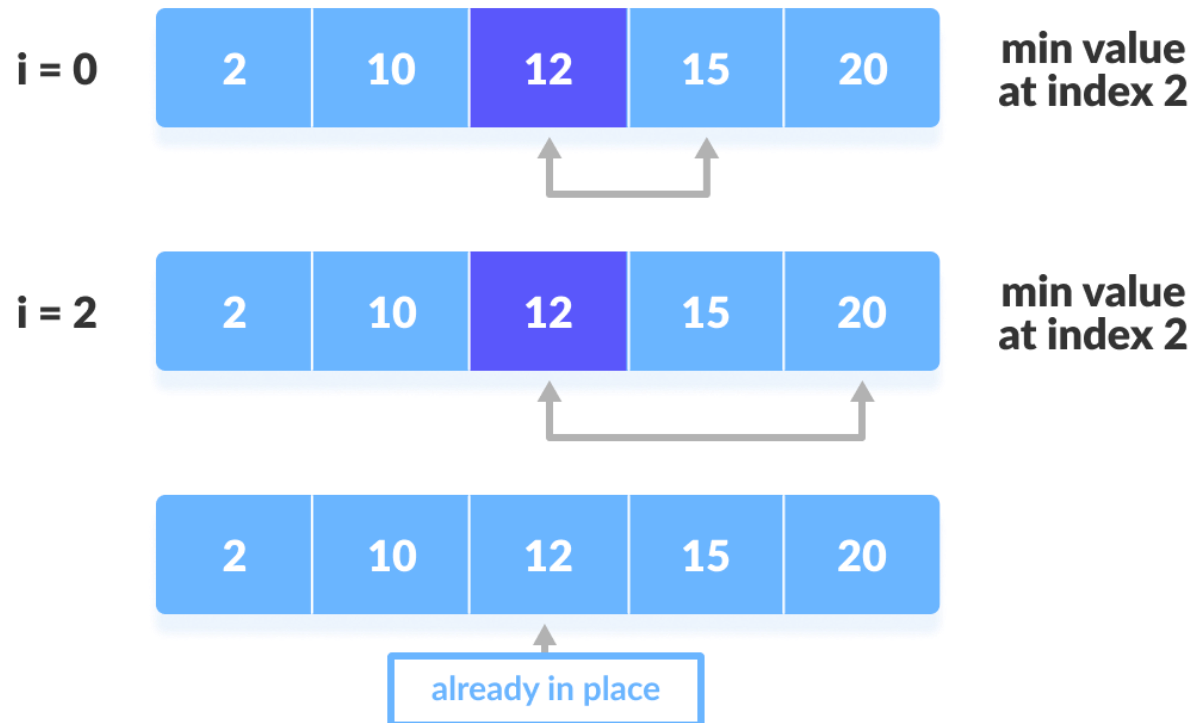 i = 0
2 10 12 15 20
min value
at index 2
i = 2
2 10 12 15 20
min value
at index 2
2 10 12 15 20
already in place